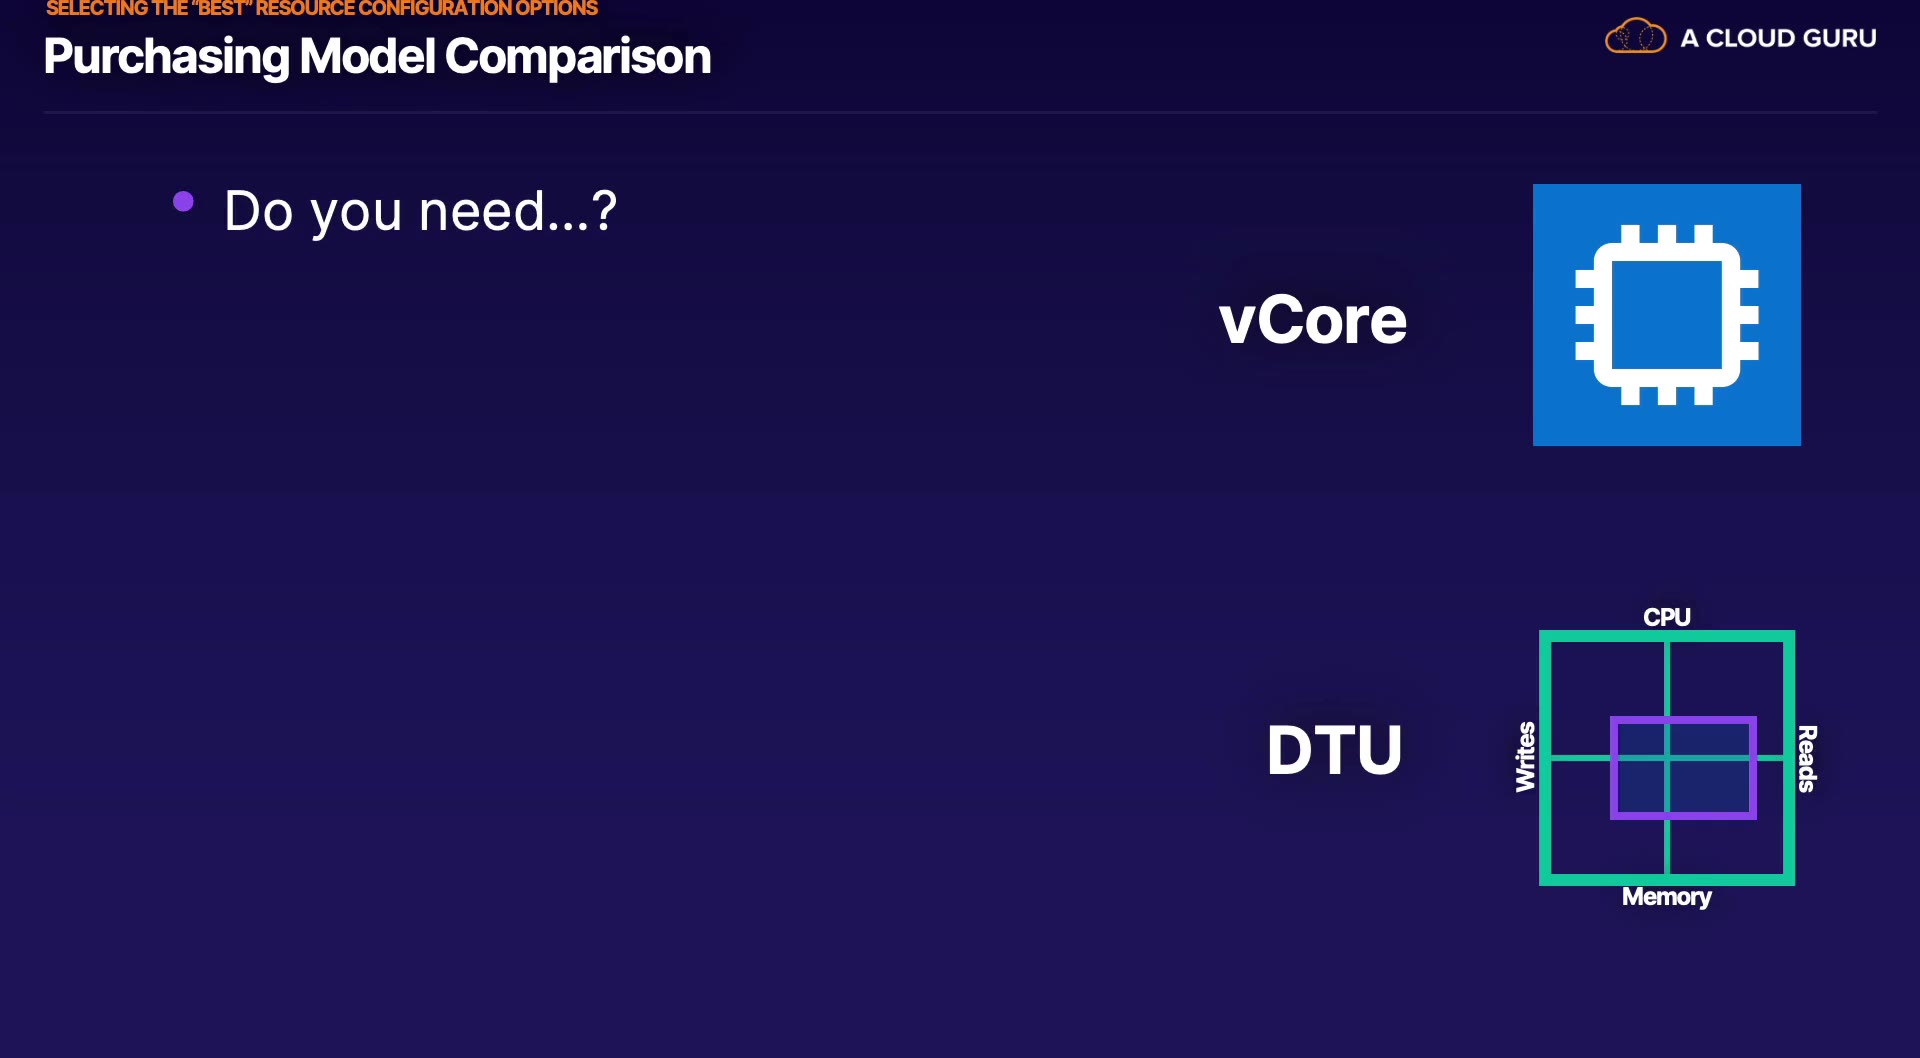 SELECTING THE “BEST” RESOURCE CONFIGURATION OPTIONS
Purchasing Model Comparison
A CLOUD GURU
Do you need...?
vCore
CPU
Writes
Reads
DTU
Memory